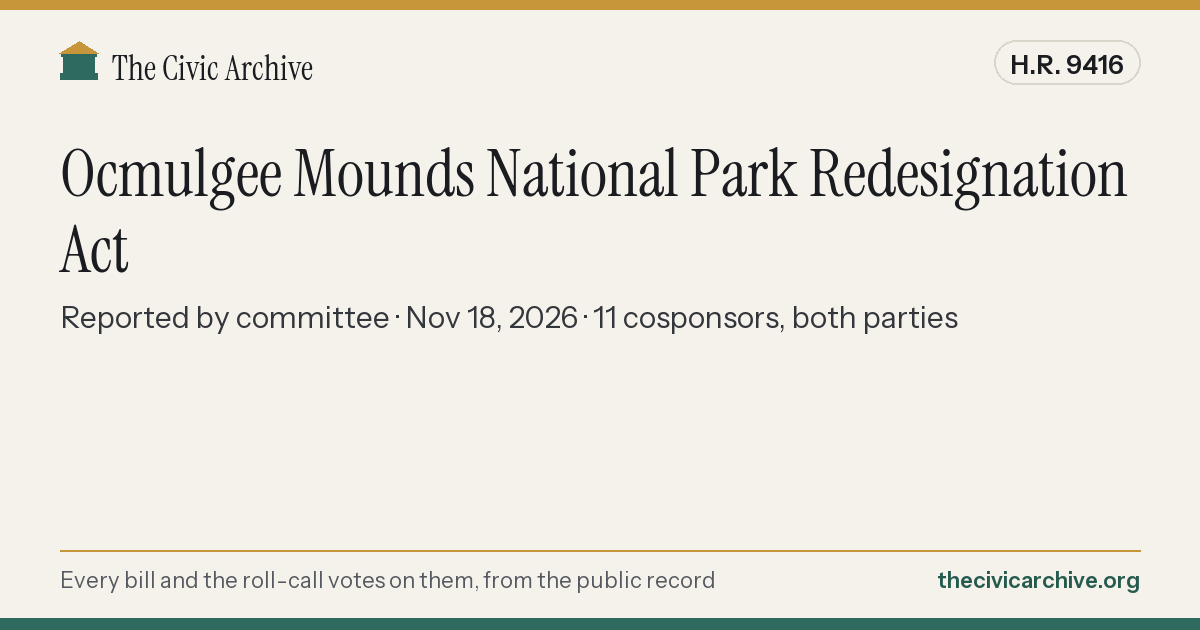 The Civic Archive
H.R. 9416
Ocmulgee Mounds National Park Redesignation
Act
Reported by committee · Nov 18, 2026 · 11 cosponsors, both parties
Every bill and the roll-call votes on them, from the public record
thecivicarchive.org